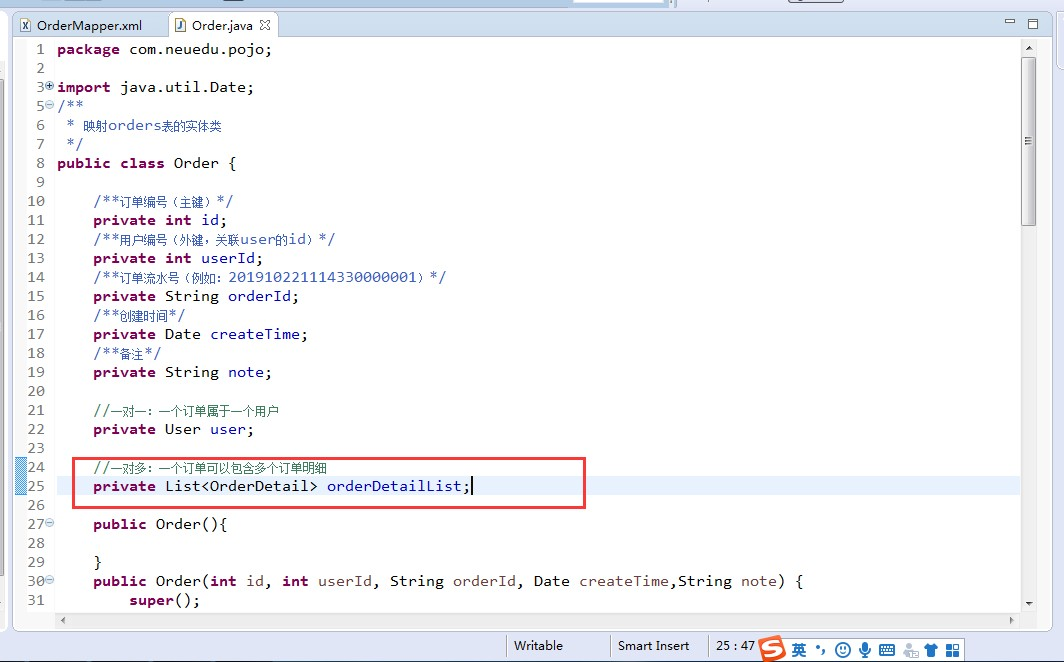 OrderMapper.xml
Order.java
1 package com.neuedu.pojo;
2
3 import java.util.Date;
5 /**
6 * 映射orders表的实体类
7 */
8 public class Order {
9
10 /**订单编号（主键）*/
11 private int id;
12 /**用户编号（外键，关联user的id）*/
13 private int userId;
14 /**订单流水号（例如：201910221114330000001）*/
15 private String orderId;
16 /**创建时间*/
17 private Date createTime;
18 /**备注*/
19 private String note;
20
21 //一对一：一个订单属于一个用户
22 private User user;
23
24 //一对多：一个订单可以包含多个订单明细
25 private List<OrderDetail> orderDetailList;
26
27 public Order(){
28
29 }
30 public Order(int id, int userId, String orderId, Date createTime,String note) {
31 super();
Writable
Smart Insert
25 : 47
S
英